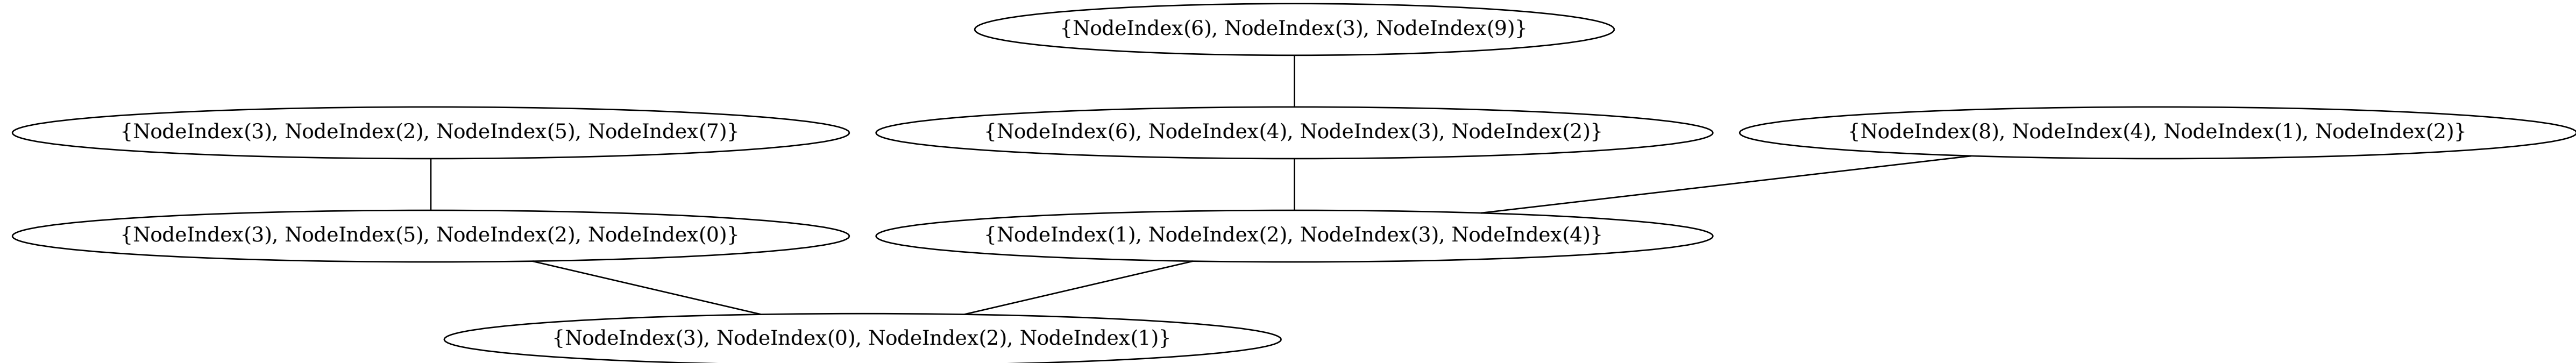 {NodeIndex(6), NodeIndex(3), NodeIndex(9)}
{NodeIndex(3), NodeIndex(2), NodeIndex(5), NodeIndex(7)}
{NodeIndex(6), NodeIndex(4), NodeIndex(3), NodeIndex(2)}
{NodeIndex(8), NodeIndex(4), NodeIndex(1), NodeIndex(2)}
{NodeIndex(3), NodeIndex(5), NodeIndex(2), NodeIndex(0)}
{NodeIndex(1), NodeIndex(2), NodeIndex(3), NodeIndex(4)}
{NodeIndex(3), NodeIndex(0), NodeIndex(2), NodeIndex(1)}